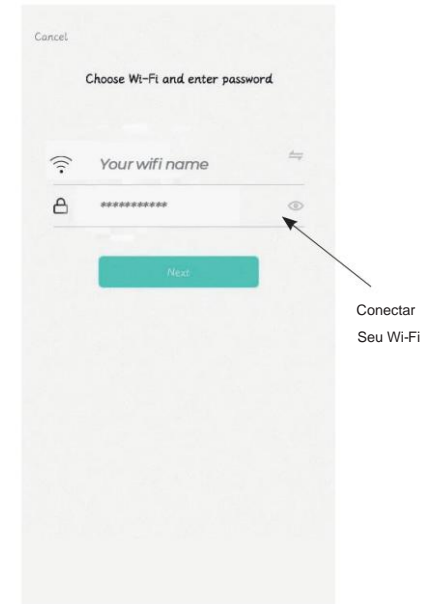 Cancel
Choose Wi-Fi and enter password
Your wifi name
***********
Next
Conectar
Seu Wi-Fi